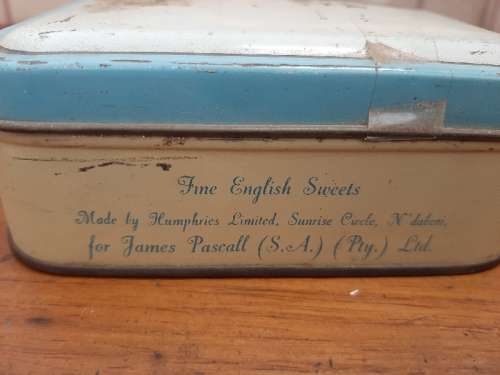 Fine English Sweets
Made by Humphries Limited, Sunrise Circle, N'dabeni,
for James Pascall (S.A.) (Pty.) Ltd.